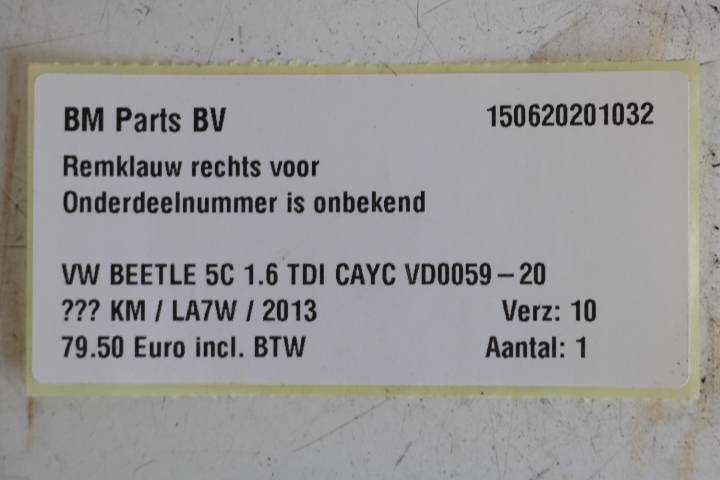 BM Parts BV 150620201032
Remklauw rechts voor
Onderdeelnummer is onbekend
VW BEETLE 5C 1.6 TDI CAYC VD0059 – 20
??? KM / LA7W / 2013 Verz: 10
79.50 Euro incl. BTW Aantal: 1